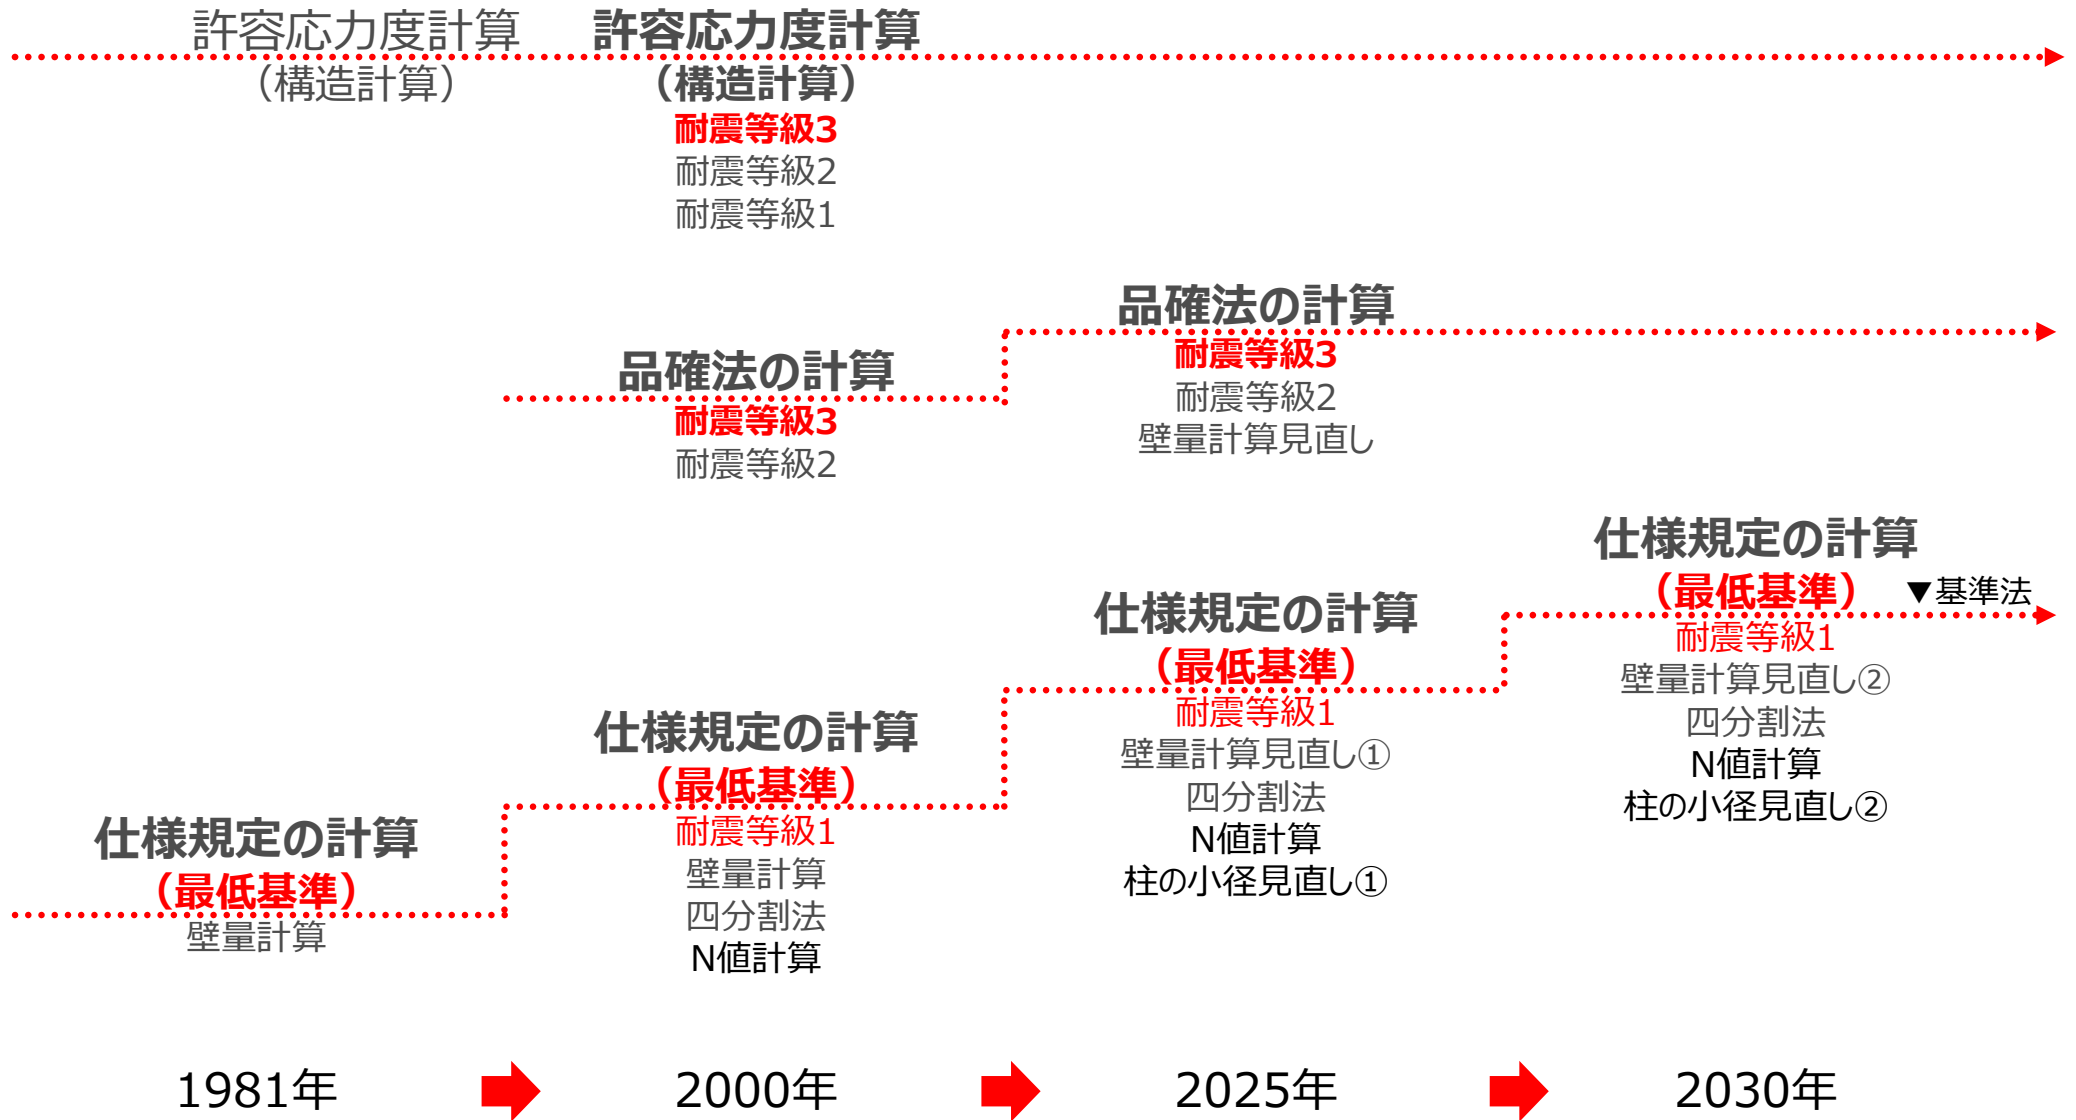 許容応力度計算
（構造計算）
許容応力度計算
（構造計算）
耐震等級3
耐震等級2
耐震等級1
品確法の計算
耐震等級3
耐震等級2
品確法の計算
耐震等級3
耐震等級2
壁量計算見直し
仕様規定の計算
（最低基準）
壁量計算
仕様規定の計算
（最低基準）
耐震等級1
壁量計算
四分割法
N値計算
仕様規定の計算
（最低基準）
耐震等級1
壁量計算見直し①
四分割法
N値計算
柱の小径見直し①
仕様規定の計算
（最低基準）
▼基準法
耐震等級1
壁量計算見直し②
四分割法
N値計算
柱の小径見直し②
1981年
2000年
2025年
2030年